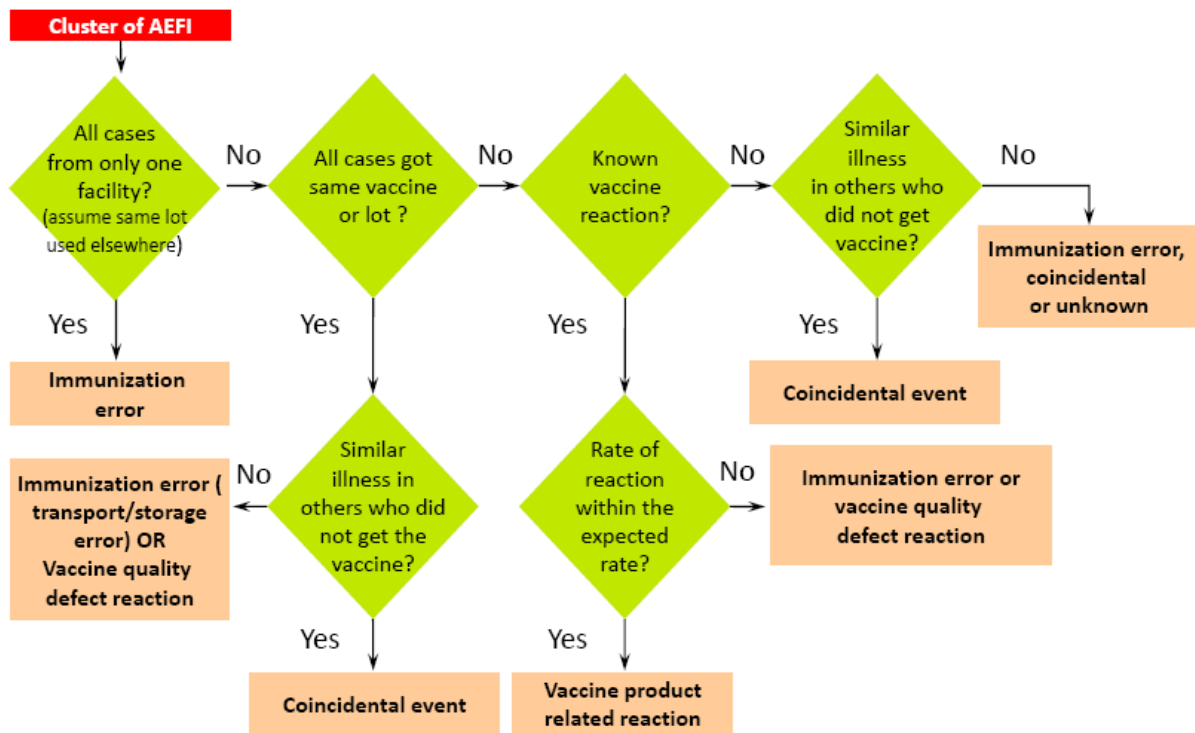 Cluster of AEFI
All cases
from only one
facility?
(assume same lot
used elsewhere)
No
All cases got
same vaccine
or lot ?
No
Known
vaccine
reaction?
No
Similar
illness
in others who
did not get
vaccine?
No
Immunization error,
coincidental
or unknown
Yes
Immunization
error
Yes
Yes
Yes
Coincidental event
Similar
illness in
others who did
not get the
vaccine?
No
Immunization error (
transport/storage
error) OR
Vaccine quality
defect reaction
Rate of
reaction
within the
expected
rate?
No
Immunization error or
vaccine quality
defect reaction
Yes
Coincidental event
Yes
Vaccine product
related reaction